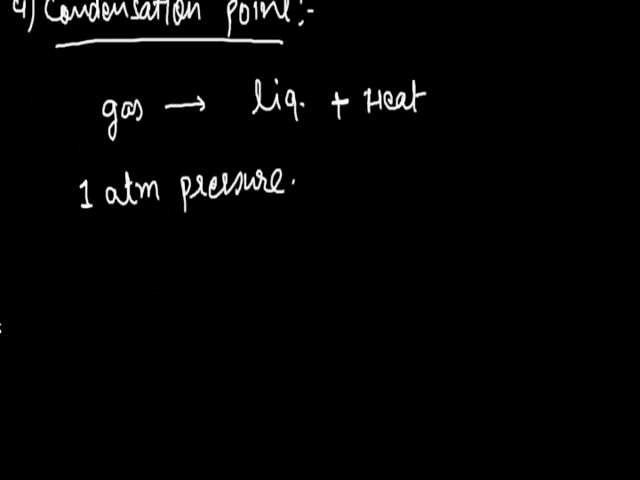 4) Condensation point:-
gas → liq. + Heat
1 atm pressure.